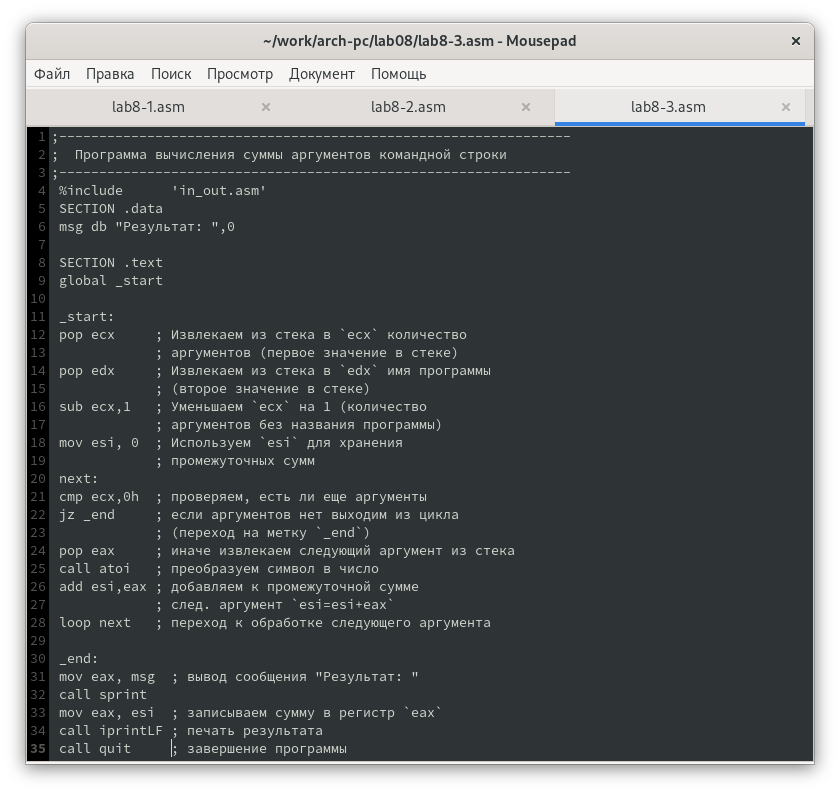 ~/work/arch-pc/lab08/lab8-3.asm - Mousepad
Файл Правка Поиск Просмотр Документ Помощь
lab8-1.asm lab8-2.asm lab8-3.asm
1 ;----------------------------------------------------------------
2 ;  Программа вычисления суммы аргументов командной строки
3 ;----------------------------------------------------------------
4 %include      'in_out.asm'
5 SECTION .data
6 msg db "Результат: ",0
7
8 SECTION .text
9 global _start
10
11 _start:
12 pop ecx     ; Извлекаем из стека в `ecx` количество
13             ; аргументов (первое значение в стеке)
14 pop edx     ; Извлекаем из стека в `edx` имя программы
15             ; (второе значение в стеке)
16 sub ecx,1   ; Уменьшаем `ecx` на 1 (количество
17             ; аргументов без названия программы)
18 mov esi, 0  ; Используем `esi` для хранения
19             ; промежуточных сумм
20 next:
21 cmp ecx,0h  ; проверяем, есть ли еще аргументы
22 jz _end     ; если аргументов нет выходим из цикла
23             ; (переход на метку `_end`)
24 pop eax     ; иначе извлекаем следующий аргумент из стека
25 call atoi   ; преобразуем символ в число
26 add esi,eax ; добавляем к промежуточной сумме
27             ; след. аргумент `esi=esi+eax`
28 loop next   ; переход к обработке следующего аргумента
29
30 _end:
31 mov eax, msg  ; вывод сообщения "Результат: "
32 call sprint
33 mov eax, esi  ; записываем сумму в регистр `eax`
34 call iprintLF ; печать результата
35 call quit     ; завершение программы